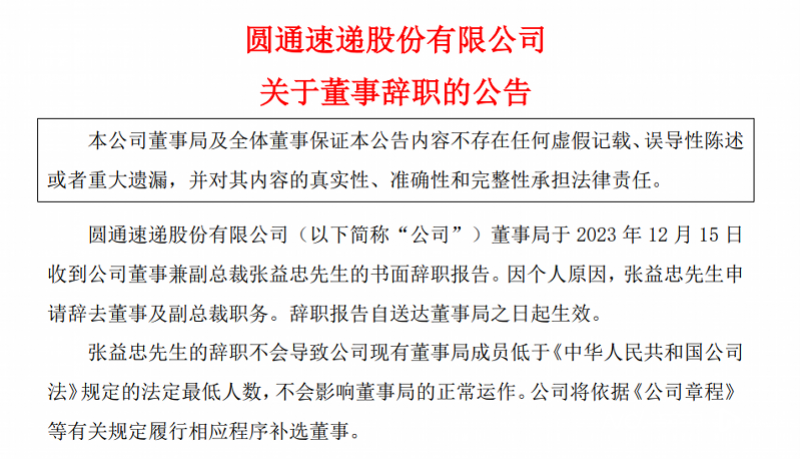 圆通速递股份有限公司
关于董事辞职的公告
本公司董事局及全体董事保证本公告内容不存在任何虚假记载、误导性陈述
或者重大遗漏，并对其内容的真实性、准确性和完整性承担法律责任。
圆通速递股份有限公司（以下简称“公司”）董事局于 2023 年 12 月 15 日
收到公司董事兼副总裁张益忠先生的书面辞职报告。因个人原因，张益忠先生申
请辞去董事及副总裁职务。辞职报告自送达董事局之日起生效。
张益忠先生的辞职不会导致公司现有董事局成员低于《中华人民共和国公司
法》规定的法定最低人数，不会影响董事局的正常运作。公司将依据《公司章程》
等有关规定履行相应程序补选董事。